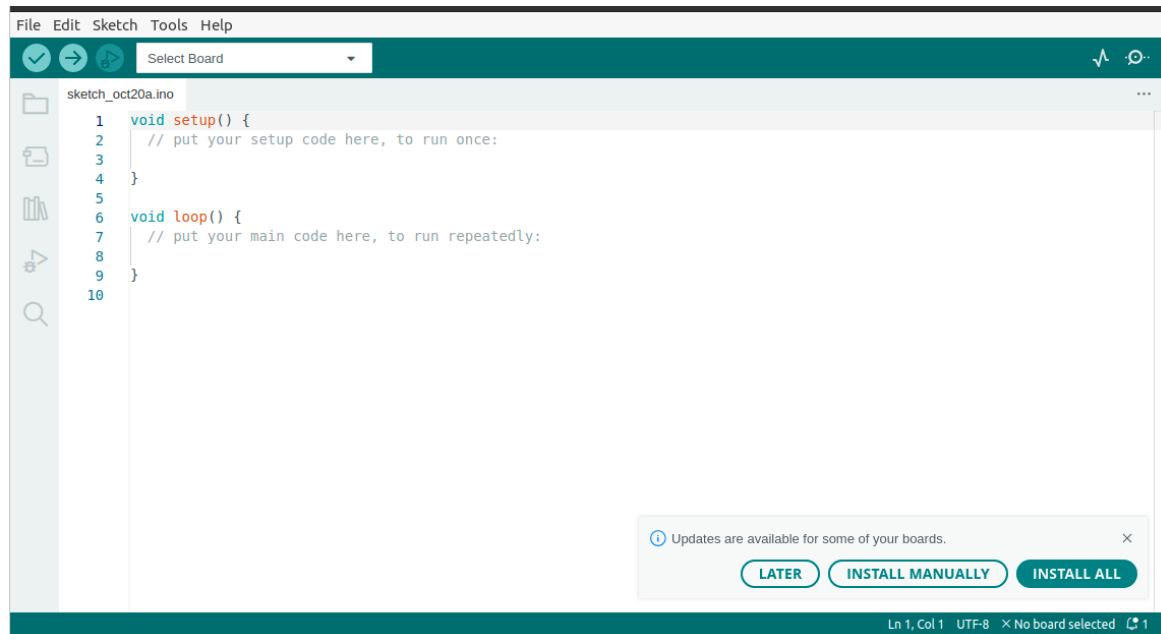 File Edit Sketch Tools Help
Select Board
sketch_oct20a.ino
1 void setup() {
2 // put your setup code here, to run once:
3
4 }
5
6 void loop() {
7 // put your main code here, to run repeatedly:
8
9 }
10
Updates are available for some of your boards.
LATER INSTALL MANUALLY INSTALL ALL
Ln 1, Col 1 UTF-8 No board selected 1